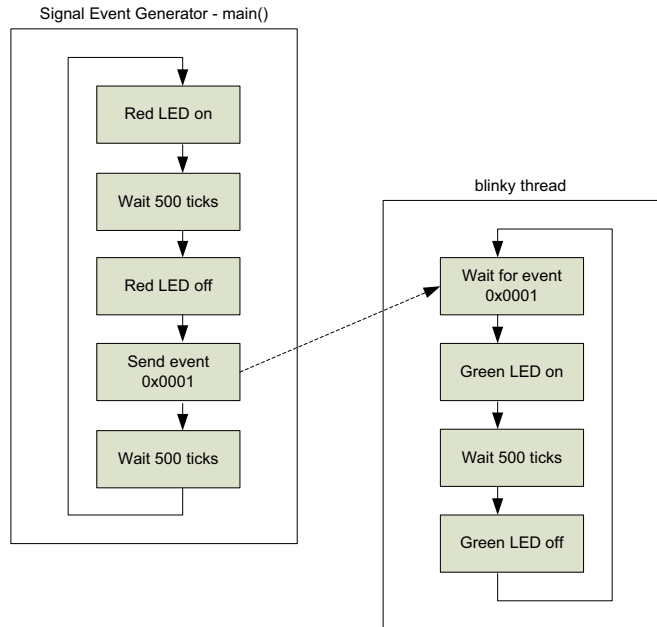 Signal Event Generator - main()
Red LED on
Wait 500 ticks
Red LED off
Send event
0x0001
Wait 500 ticks
blinky thread
Wait for event
0x0001
Green LED on
Wait 500 ticks
Green LED off